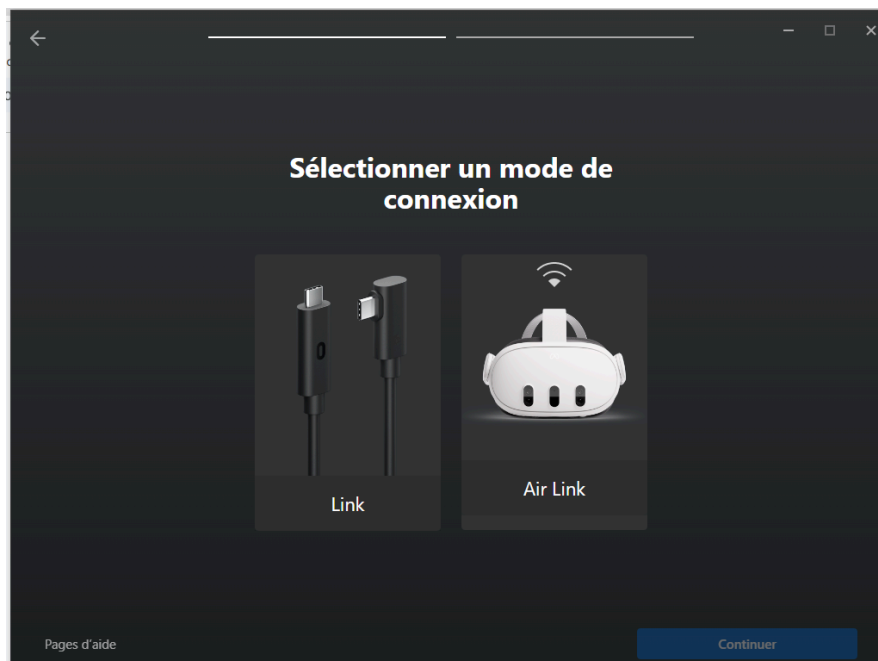 Sélectionner un mode de
connexion
Link
Air Link
Pages d'aide
Continuer